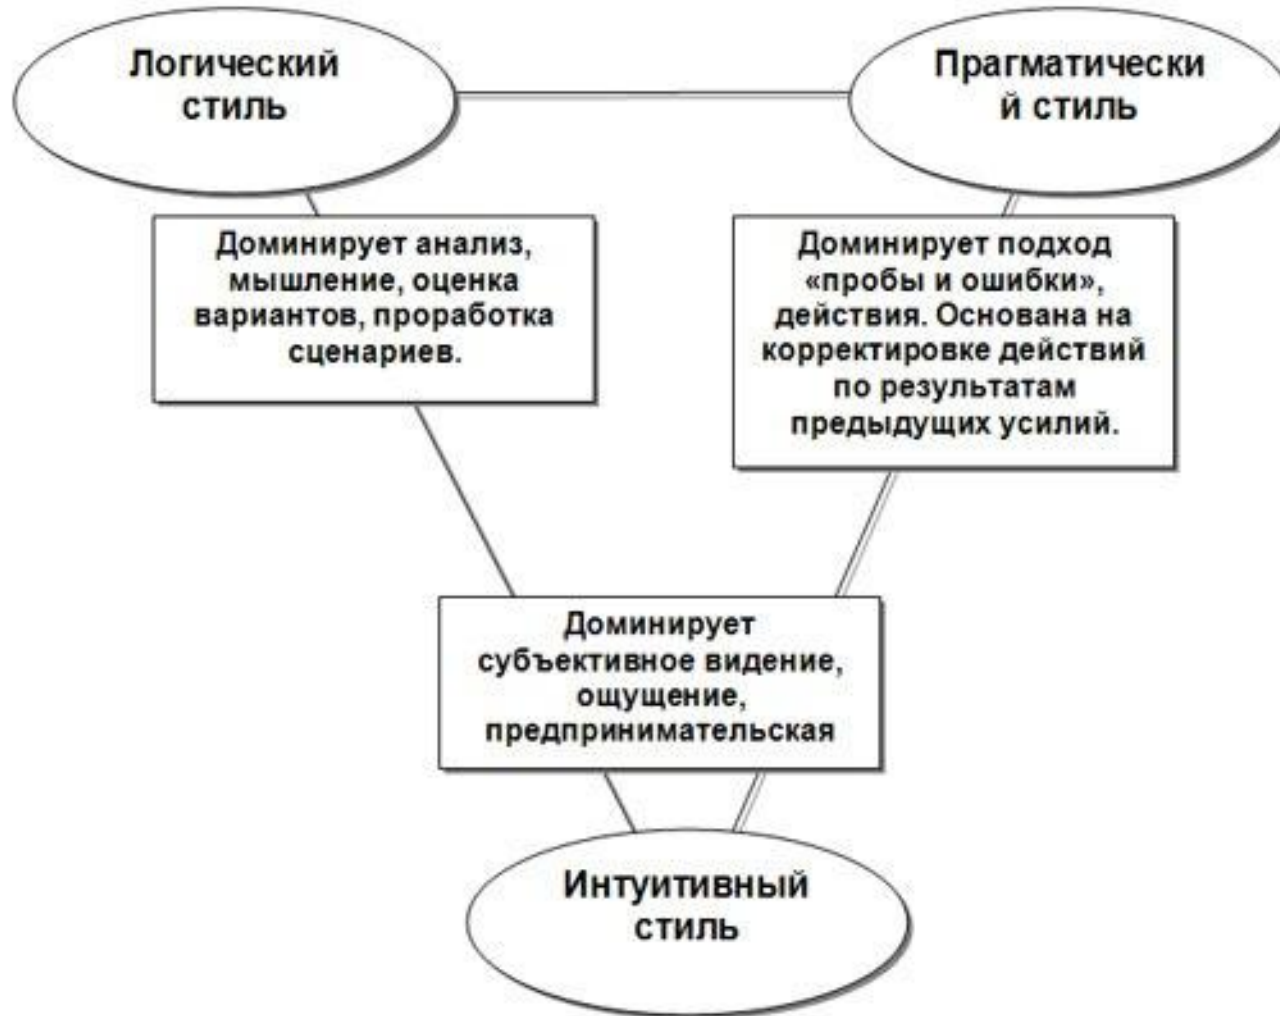 Логический
стиль
Прагматически
й стиль
Доминирует анализ,
мышление, оценка
вариантов, проработка
сценариев.
Доминирует подход
«пробы и ошибки»,
действия. Основана на
корректировке действий
по результатам
предыдущих усилий.
Доминирует
субъективное видение,
ощущение,
предпринимательская
Интуитивный
стиль